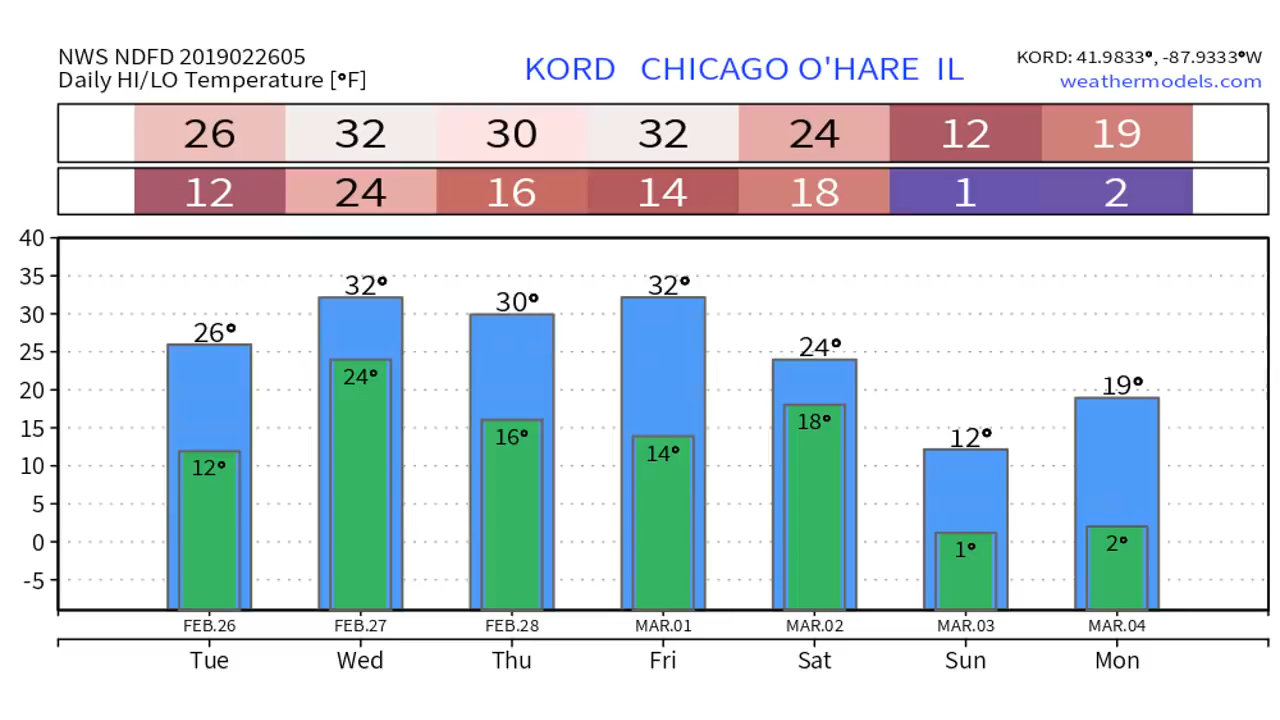 NWS NDFD 2019022605
Daily HI/LO Temperature [°F]
KORD CHICAGO O'HARE IL
KORD: 41.9833°, -87.9333°W
weathermodels.com
26 32 30 32 24 12 19
12 24 16 14 18 1 2
40
35
30
25
20
15
10
5
0
-5
26° 32° 30° 32° 24° 12° 19°
12° 24° 16° 14° 18° 1° 2°
FEB.26 FEB.27 FEB.28 MAR.01 MAR.02 MAR.03 MAR.04
Tue Wed Thu Fri Sat Sun Mon